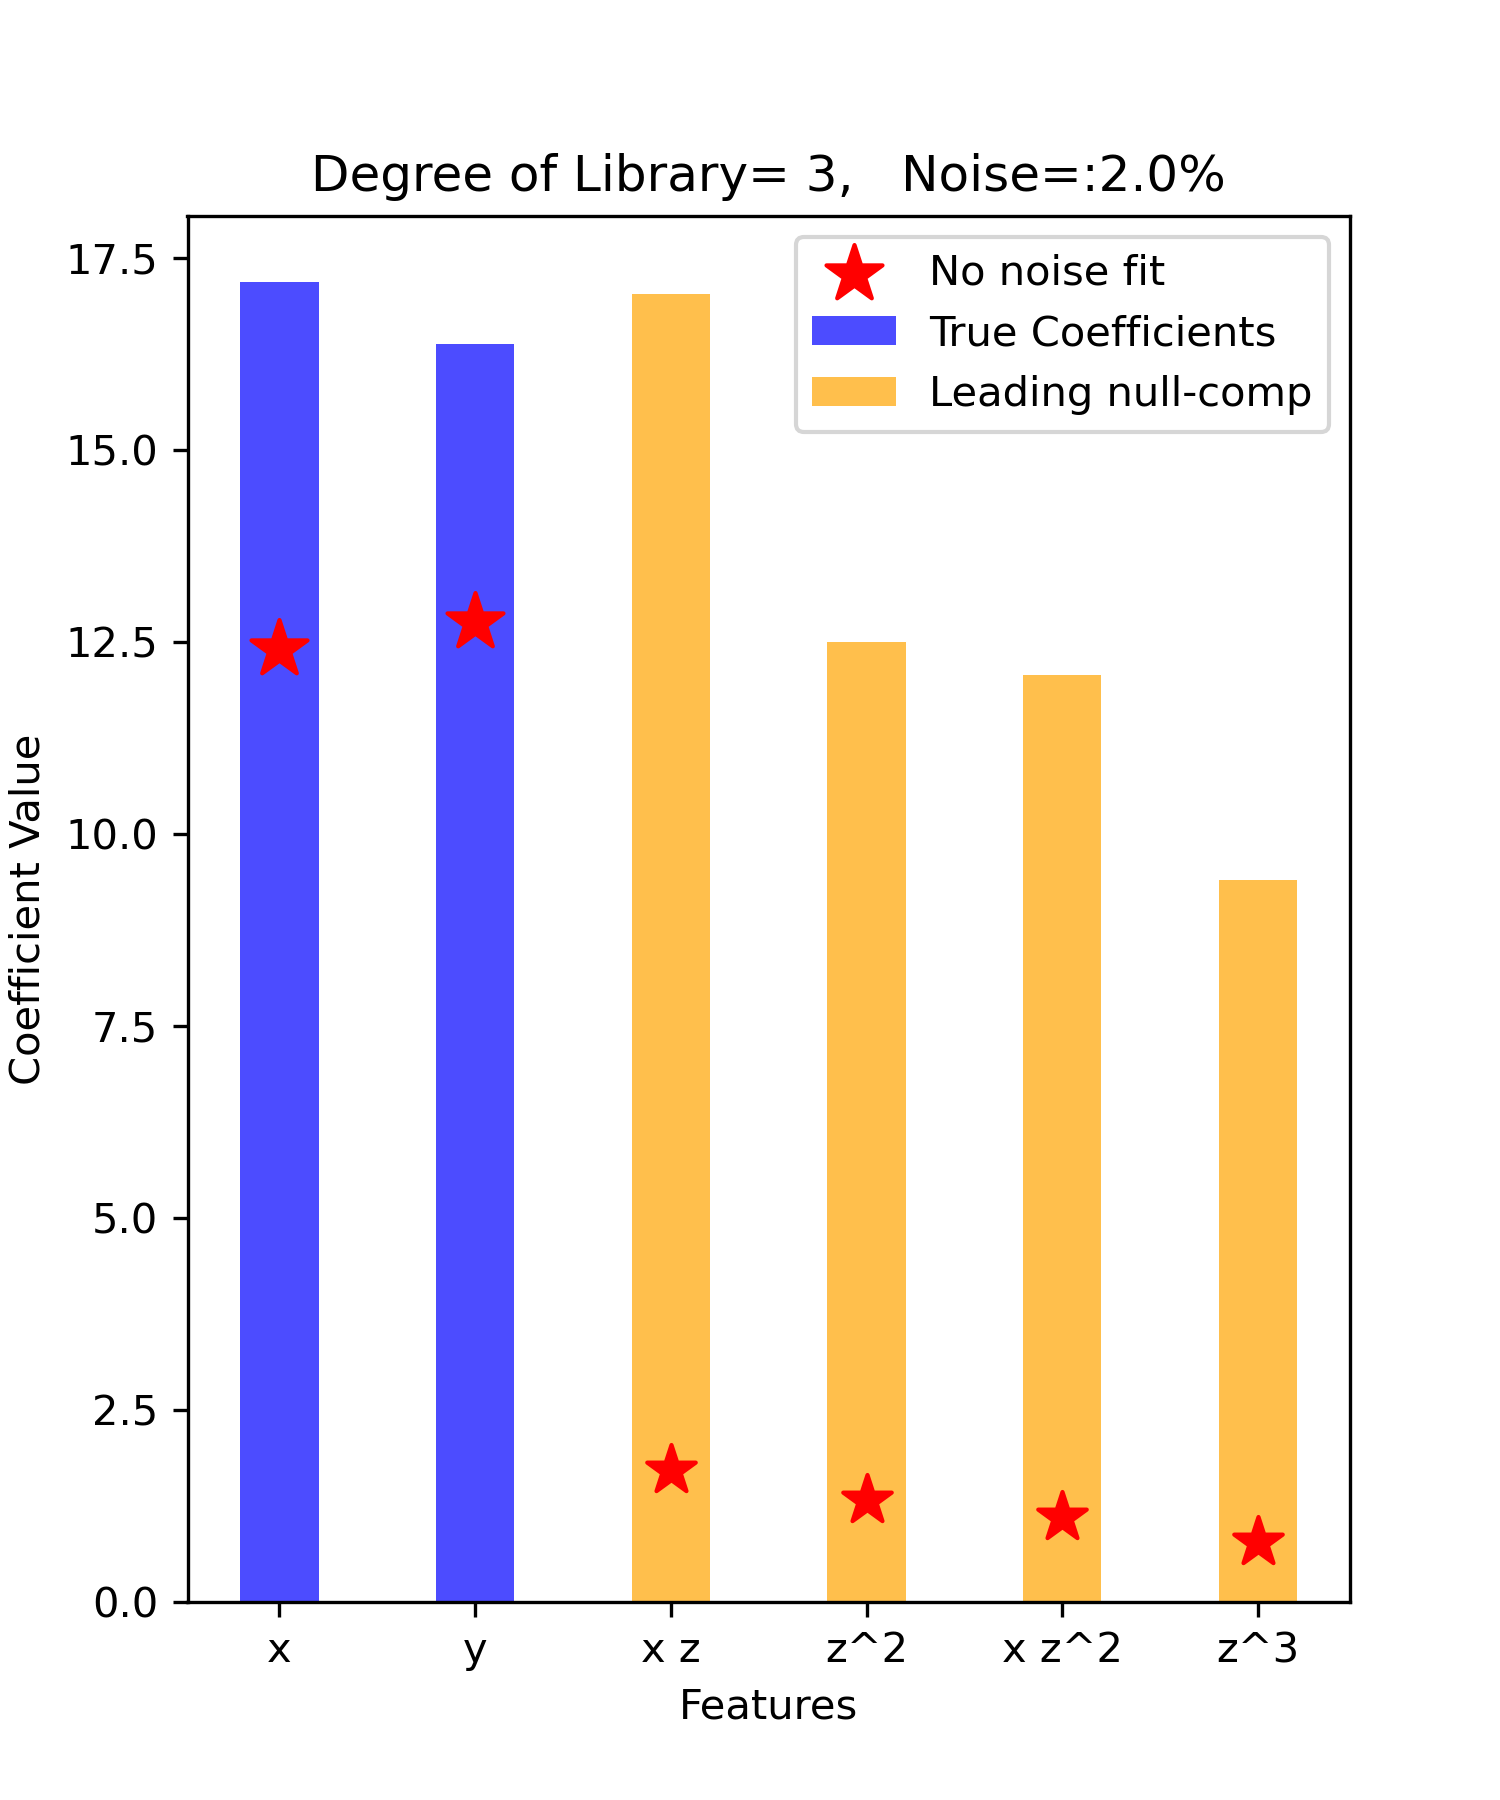 Degree of Library= 3,   Noise=:2.0%
No noise fit
True Coefficients
Leading null-comp
17.5
15.0
12.5
10.0
7.5
5.0
2.5
0.0
Coefficient Value
x y x z z^2 x z^2 z^3
Features